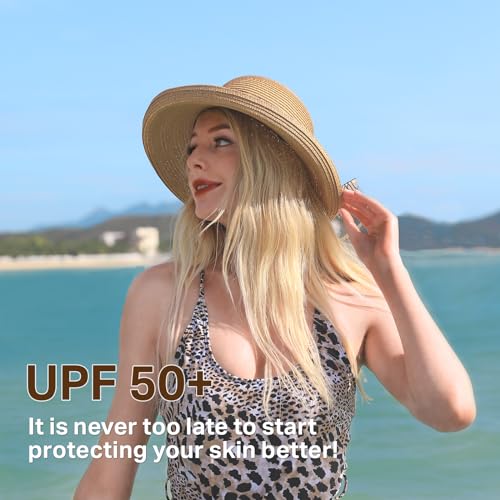 UPF 50+
It is never too late to start
protecting your skin better!